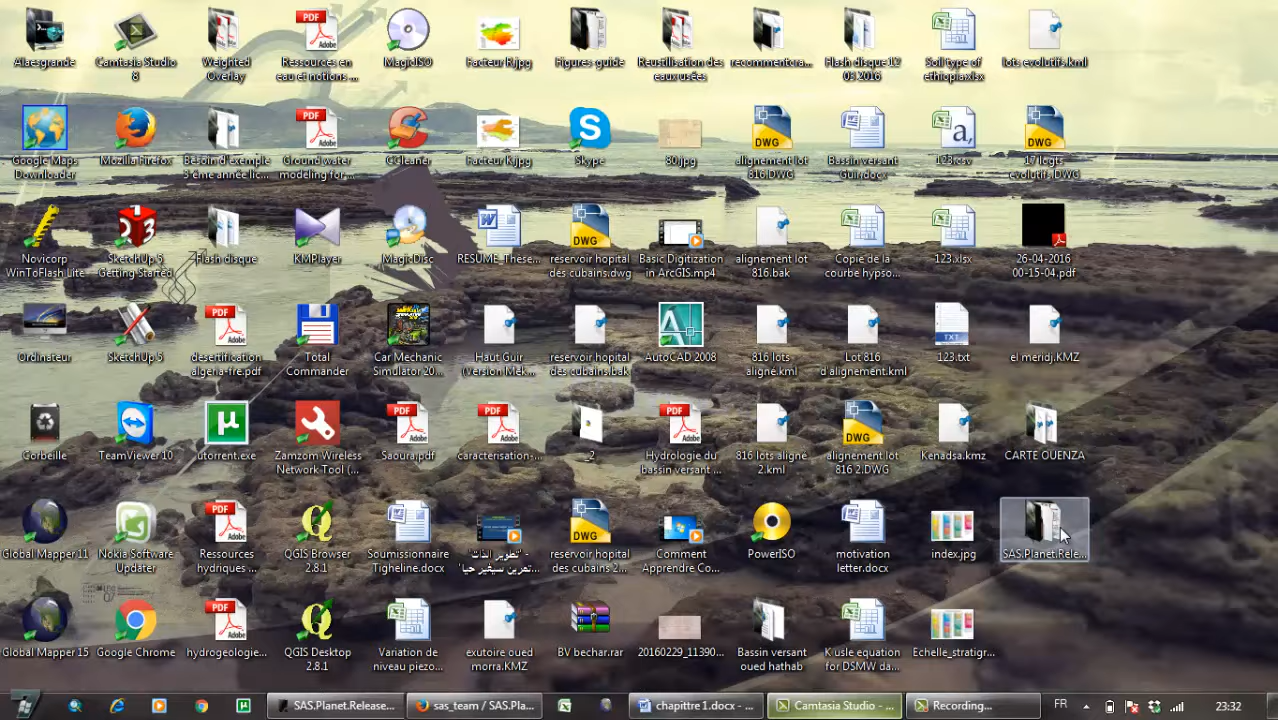 Alaesgrande
Camtasia Studio
8
Weighted
Overlay
Ressources en
eau et notions ...
MagicISO
Facteur R.jpg
Figures guide
Reutilisation des
eaux usées
Flash disque 12
03 2016
Soil type of
ethiopia.xlsx
lots evolutifs.kml
Google Maps
Downloader
Mozilla Firefox
Besoin d'exemple
3 éme année lic...
Ground water
modeling for ...
CCleaner
Facteur K.jpg
Skype
80.jpg
alignement lot
816.DWG
Bassin versant
Guir.docx
123.csv
17 logts
evolutifs.DWG
Novicorp
WinToFlash Lite
SketchUp 5
Getting Started
Flash disque
KMPlayer
MagicDisc
RESUME_These...
reservoir hopital
des cubains.dwg
Basic Digitization
in ArcGIS.mp4
alignement lot
816.bak
Copie de la
courbe hypso...
123.xlsx
26-04-2016
00-15-04.pdf
Ordinateur
SketchUp 5
desertification
algeria-fre.pdf
Total
Commander
Car Mechanic
Simulator 20...
Haut Guir
(Version Mek...
reservoir hopital
des cubains.bak
AutoCAD 2008
816 lots
aligné.kml
Lot 816
d'alignement.kml
123.txt
el meridj.KMZ
Corbeille
TeamViewer 10
utorrent.exe
Zamzom Wireless
Network Tool (...
Saoura.pdf
caracterisation-...
_2
Hydrologie du
bassin versant ...
816 lots aligné
2.kml
alignement lot
816 2.DWG
Kenadsa.kmz
CARTE OUENZA
Global Mapper 11
Nokia Software
Updater
Ressources
hydriques ...
QGIS Browser
2.8.1
Soumissionnaire
Tigheline.docx
reservoir hopital
des cubains 2...
Comment
Apprendre Co...
PowerISO
motivation
letter.docx
index.jpg
SAS.Planet.Rele...
Global Mapper 15
Google Chrome
hydrogeologie...
QGIS Desktop
2.8.1
Variation de
niveau piezo...
exutoire oued
morra.KMZ
BV bechar.rar
20160229_11390...
Bassin versant
oued hathab
K usle equation
for DSMW da...
Echelle_stratigr...
SAS.Planet.Release...
sas_team / SAS.Pla...
chapittre 1.docx - ...
Camtasia Studio - ...
Recording...
FR
23:32